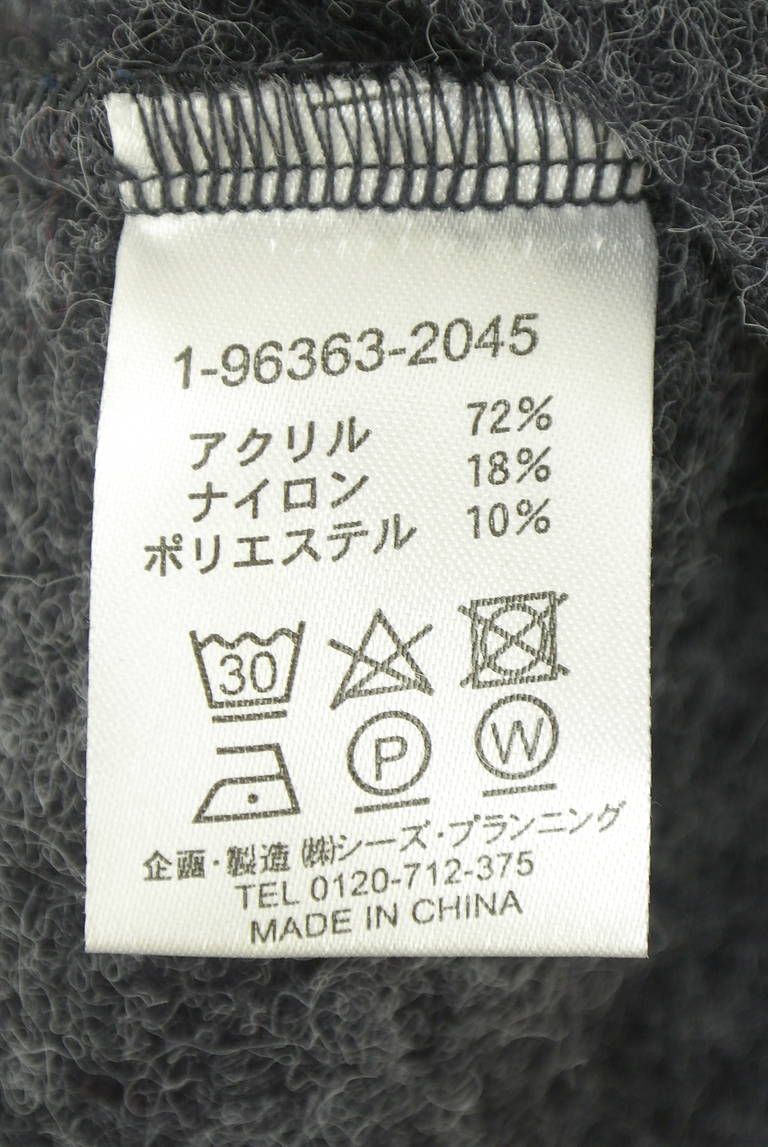 1-96363-2045
アクリル 72%
ナイロン 18%
ポリエステル 10%
30
P W
企画・製造 ㈱シーズ・プランニング
TEL 0120-712-375
MADE IN CHINA